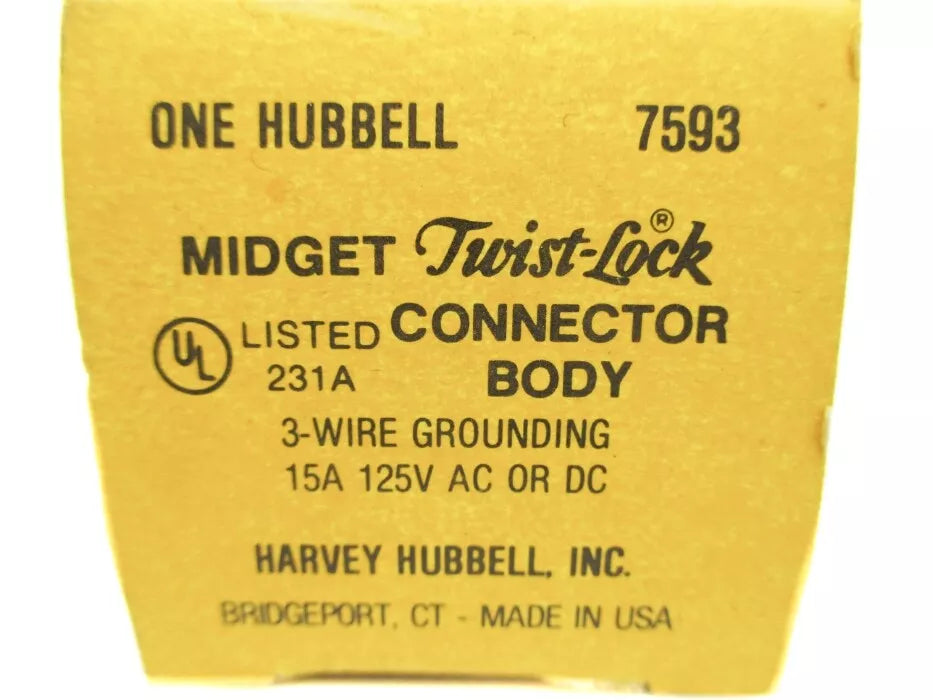 ONE HUBBELL 7593
MIDGET Twist-Lock®
UL LISTED CONNECTOR
231A BODY
3-WIRE GROUNDING
15A 125V AC OR DC
HARVEY HUBBELL, INC.
BRIDGEPORT, CT - MADE IN USA